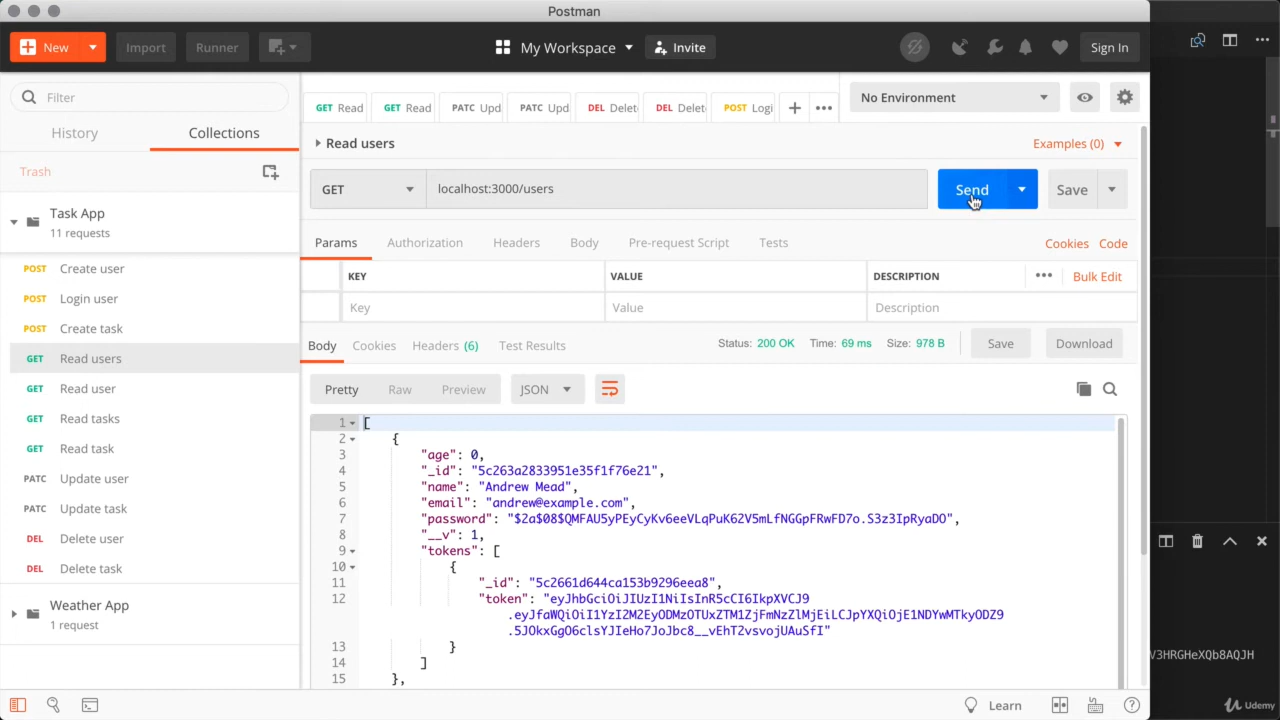 Postman
New
Import
Runner
My Workspace
Invite
Sign In
Filter
History
Collections
Trash
Task App
11 requests
POST Create user
POST Login user
POST Create task
GET Read users
GET Read user
GET Read tasks
GET Read task
PATC Update user
PATC Update task
DEL Delete user
DEL Delete task
Weather App
1 request
GET Read
GET Read
PATC Upd
PATC Upd
DEL Delet
DEL Delet
POST Logi
No Environment
Read users
Examples (0)
GET
localhost:3000/users
Send
Save
Params
Authorization
Headers
Body
Pre-request Script
Tests
Cookies
Code
KEY
VALUE
DESCRIPTION
Bulk Edit
Key
Value
Description
Body
Cookies
Headers (6)
Test Results
Status: 200 OK
Time: 69 ms
Size: 978 B
Save
Download
Pretty
Raw
Preview
JSON
1 [
2 {
3 "age": 0,
4 "_id": "5c263a2833951e35f1f76e21",
5 "name": "Andrew Mead",
6 "email": "andrew@example.com",
7 "password": "$2a$08$QMFAU5yPEyCyKv6eeVLqPuK62V5mLfNGGpFRwFD7o.S3z3IpRyaDO",
8 "__v": 1,
9 "tokens": [
10 {
11 "_id": "5c2661d644ca153b9296eea8",
12 "token": "eyJhbGciOiJIUzI1NiIsInR5cCI6IkpXVCJ9
.eyJfaWQiOiI1YzI2M2EyODMzOTUxZTM1ZjFmNzZlMjEiLCJpYXQiOjE1NDYwMTkyODZ9
.5JOkxGgO6clsYJIeHo7JoJbc8__vEhT2vsvojUAuSfI"
13 }
14 ]
15 },
Learn
V3HRGHeXQb8AQJH
Udemy